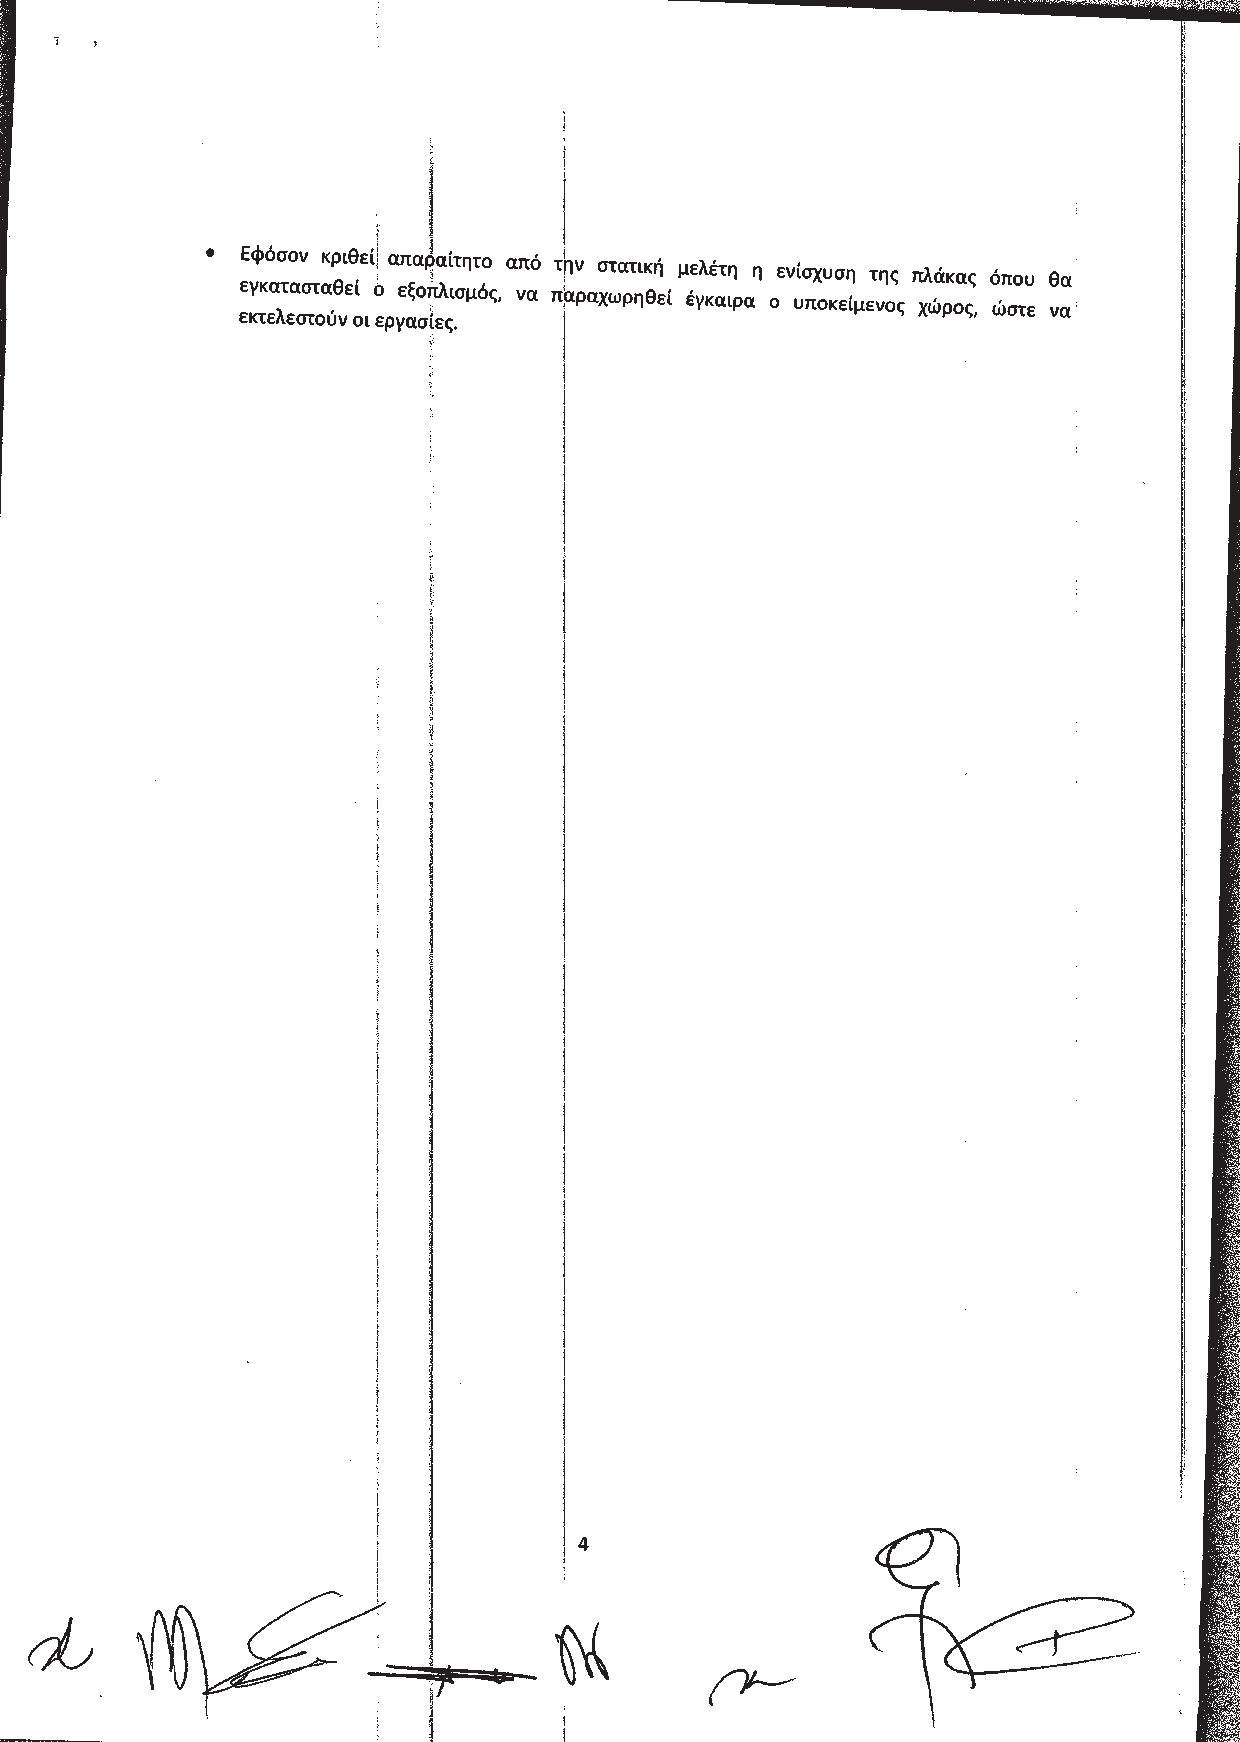 • Εφόσον κριθεί απαραίτητο από την στατική μελέτη η ενίσχυση της πλάκας όπου θα
εγκατασταθεί ο εξοπλισμός, να παραχωρηθεί έγκαιρα ο υποκείμενος χώρος, ώστε να
εκτελεστούν οι εργασίες.
4